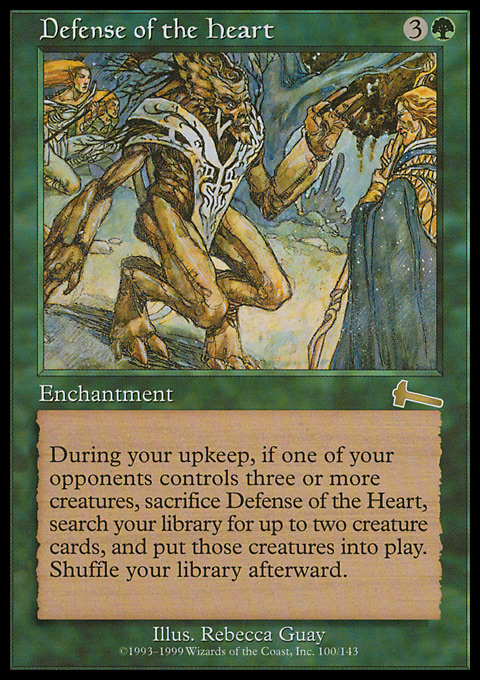 Defense of the Heart 3
Enchantment
During your upkeep, if one of your
opponents controls three or more
creatures, sacrifice Defense of the Heart,
search your library for up to two creature
cards, and put those creatures into play.
Shuffle your library afterward.
Illus. Rebecca Guay
©1993–1999 Wizards of the Coast, Inc. 100/143